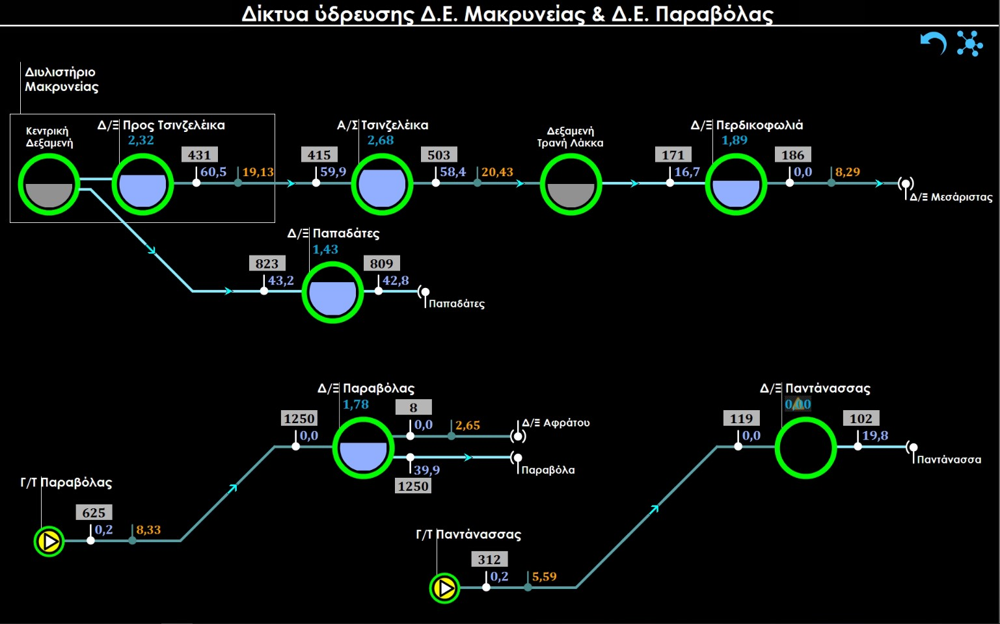 Δίκτυα ύδρευσης Δ.Ε. Μακρυνείας & Δ.Ε. Παραβόλας
Διυλιστήριο
Μακρυνείας
Κεντρική
Δεξαμενή
Δ/Ξ Προς Τσινζελέικα
2,32
431
60,5
19,13
415
59,9
Α/Σ Τσινζελέικα
2,68
503
58,4
20,43
Δεξαμενή
Τρανή Λάκκα
171
16,7
Δ/Ξ Περδικοφωλιά
1,89
186
0,0
8,29
Δ/Ξ Μεσάριστας
823
43,2
Δ/Ξ Παπαδάτες
1,43
809
42,8
Παπαδάτες
Γ/Τ Παραβόλας
625
0,2
8,33
1250
0,0
Δ/Ξ Παραβόλας
1,78
8
0,0
2,65
Δ/Ξ Αφράτου
39,9
1250
Παραβόλα
Γ/Τ Παντάνασσας
312
0,2
5,59
119
0,0
Δ/Ξ Παντάνασσας
0,00
102
19,8
Παντάνασσα